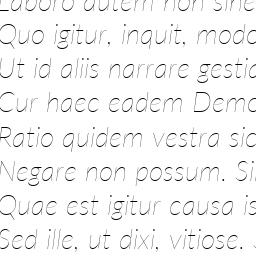 Laboro autem non sine
Quo igitur, inquit, modo
Ut id aliis narrare gestia
Cur haec eadem Demo
Ratio quidem vestra sic
Negare non possum. Si
Quae est igitur causa is
Sed ille, ut dixi, vitiose.